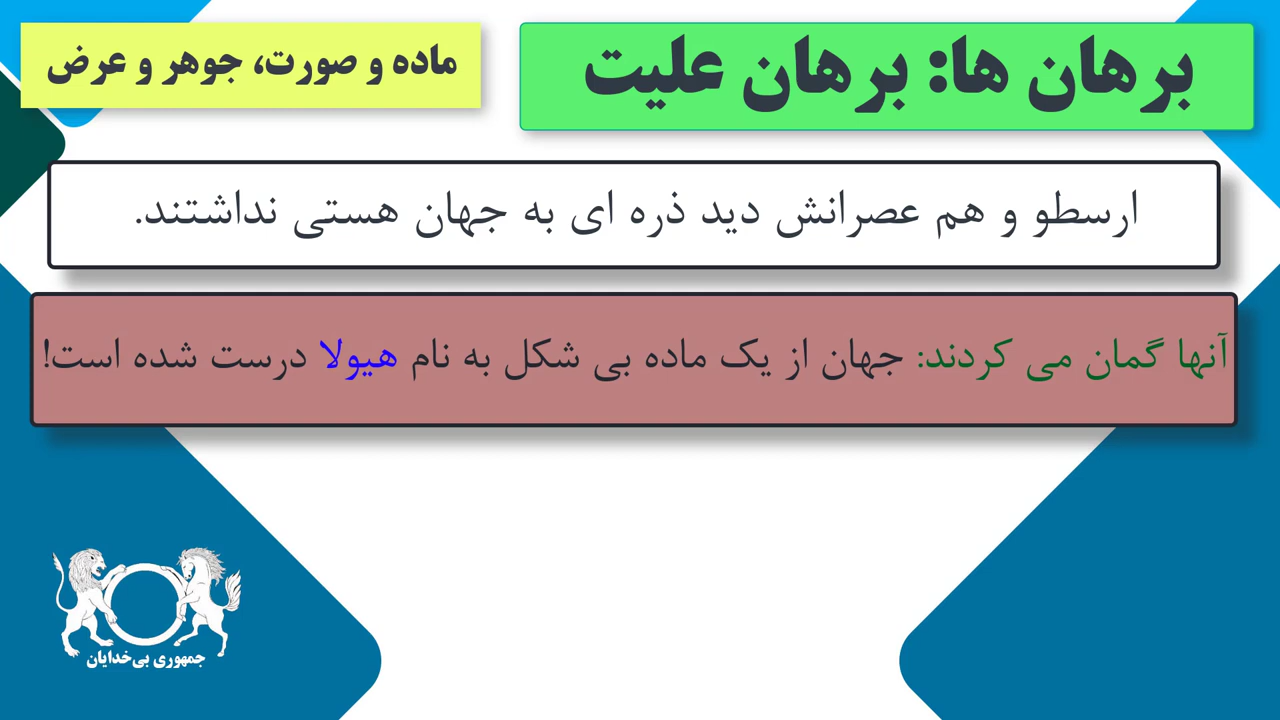 برهان ها: برهان علیت
ماده و صورت، جوهر و عرض
ارسطو و هم عصرانش دید ذره ای به جهان هستی نداشتند.
آنها گمان می کردند: جهان از یک ماده بی شکل به نام هیولا درست شده است!
جمهوری بی‌خدایان